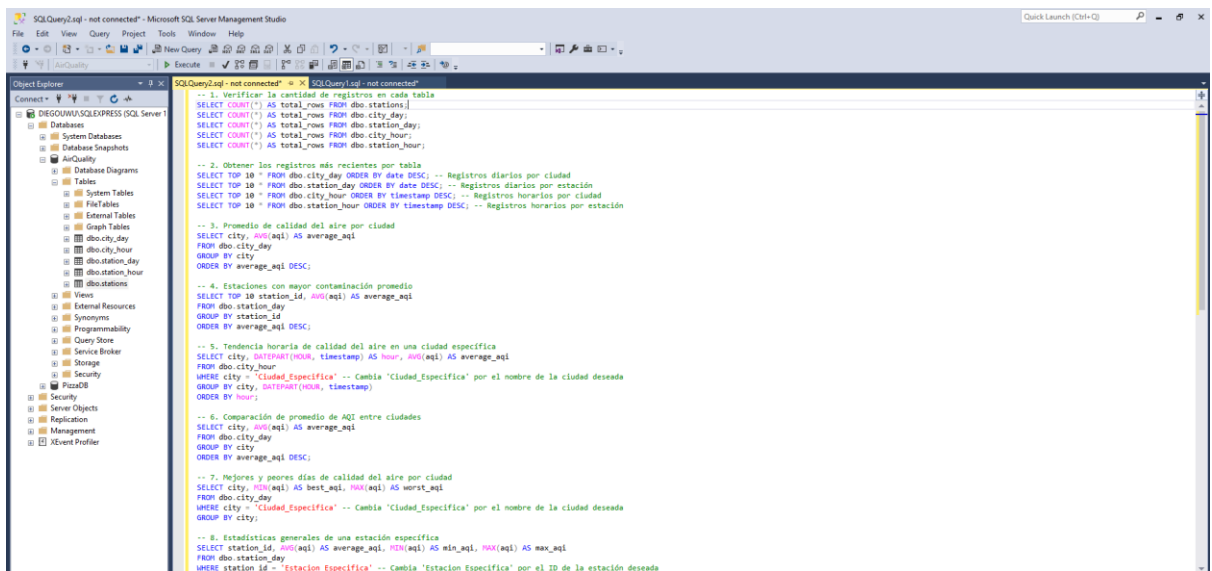 SQLQuery2.sql - not connected* - Microsoft SQL Server Management Studio
Quick Launch (Ctrl+Q)
File Edit View Query Project Tools Window Help
New Query
AirQuality
Execute
Object Explorer
SQLQuery2.sql - not connected*
SQLQuery1.sql - not connected*
Connect
DIEGOUWU\SQLEXPRESS (SQL Server 1
Databases
System Databases
Database Snapshots
AirQuality
Database Diagrams
Tables
System Tables
FileTables
External Tables
Graph Tables
dbo.city_day
dbo.city_hour
dbo.station_day
dbo.station_hour
dbo.stations
Views
External Resources
Synonyms
Programmability
Query Store
Service Broker
Storage
Security
PizzaDB
Security
Server Objects
Replication
Management
XEvent Profiler
-- 1. Verificar la cantidad de registros en cada tabla
SELECT COUNT(*) AS total_rows FROM dbo.stations;
SELECT COUNT(*) AS total_rows FROM dbo.city_day;
SELECT COUNT(*) AS total_rows FROM dbo.station_day;
SELECT COUNT(*) AS total_rows FROM dbo.city_hour;
SELECT COUNT(*) AS total_rows FROM dbo.station_hour;
-- 2. Obtener los registros más recientes por tabla
SELECT TOP 10 * FROM dbo.city_day ORDER BY date DESC; -- Registros diarios por ciudad
SELECT TOP 10 * FROM dbo.station_day ORDER BY date DESC; -- Registros diarios por estación
SELECT TOP 10 * FROM dbo.city_hour ORDER BY timestamp DESC; -- Registros horarios por ciudad
SELECT TOP 10 * FROM dbo.station_hour ORDER BY timestamp DESC; -- Registros horarios por estación
-- 3. Promedio de calidad del aire por ciudad
SELECT city, AVG(aqi) AS average_aqi
FROM dbo.city_day
GROUP BY city
ORDER BY average_aqi DESC;
-- 4. Estaciones con mayor contaminación promedio
SELECT TOP 10 station_id, AVG(aqi) AS average_aqi
FROM dbo.station_day
GROUP BY station_id
ORDER BY average_aqi DESC;
-- 5. Tendencia horaria de calidad del aire en una ciudad específica
SELECT city, DATEPART(HOUR, timestamp) AS hour, AVG(aqi) AS average_aqi
FROM dbo.city_hour
WHERE city = 'Ciudad_Especifica' -- Cambia 'Ciudad_Especifica' por el nombre de la ciudad deseada
GROUP BY city, DATEPART(HOUR, timestamp)
ORDER BY hour;
-- 6. Comparación de promedio de AQI entre ciudades
SELECT city, AVG(aqi) AS average_aqi
FROM dbo.city_day
GROUP BY city
ORDER BY average_aqi DESC;
-- 7. Mejores y peores días de calidad del aire por ciudad
SELECT city, MIN(aqi) AS best_aqi, MAX(aqi) AS worst_aqi
FROM dbo.city_day
WHERE city = 'Ciudad_Especifica' -- Cambia 'Ciudad_Especifica' por el nombre de la ciudad deseada
GROUP BY city;
-- 8. Estadísticas generales de una estación específica
SELECT station_id, AVG(aqi) AS average_aqi, MIN(aqi) AS min_aqi, MAX(aqi) AS max_aqi
FROM dbo.station_day
WHERE station_id = 'Estacion_Especifica' -- Cambia 'Estacion_Especifica' por el ID de la estación deseada